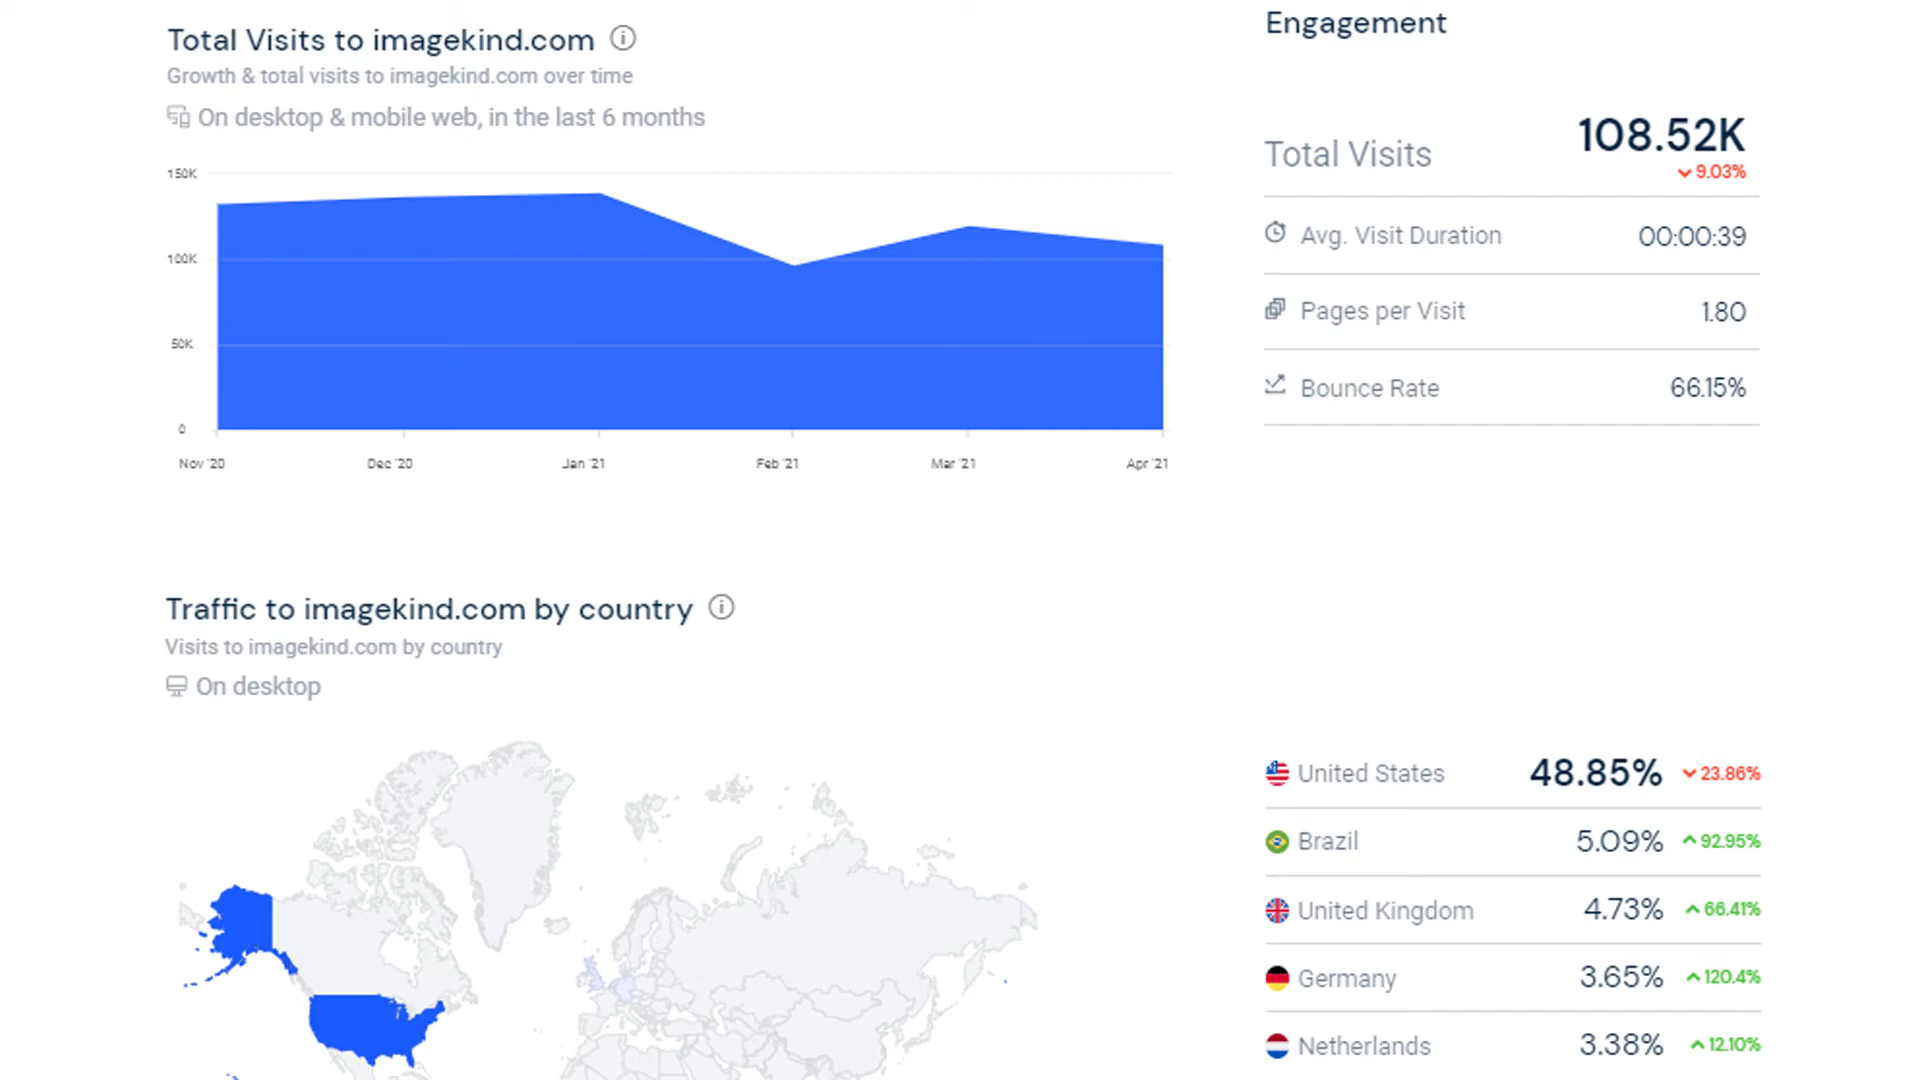 Total Visits to imagekind.com
Growth & total visits to imagekind.com over time
On desktop & mobile web, in the last 6 months
150K
100K
50K
0
Nov '20 Dec '20 Jan '21 Feb '21 Mar '21 Apr '21
Engagement
Total Visits 108.52K
9.03%
Avg. Visit Duration 00:00:39
Pages per Visit 1.80
Bounce Rate 66.15%
Traffic to imagekind.com by country
Visits to imagekind.com by country
On desktop
United States 48.85% 23.86%
Brazil 5.09% 92.95%
United Kingdom 4.73% 66.41%
Germany 3.65% 120.4%
Netherlands 3.38% 12.10%